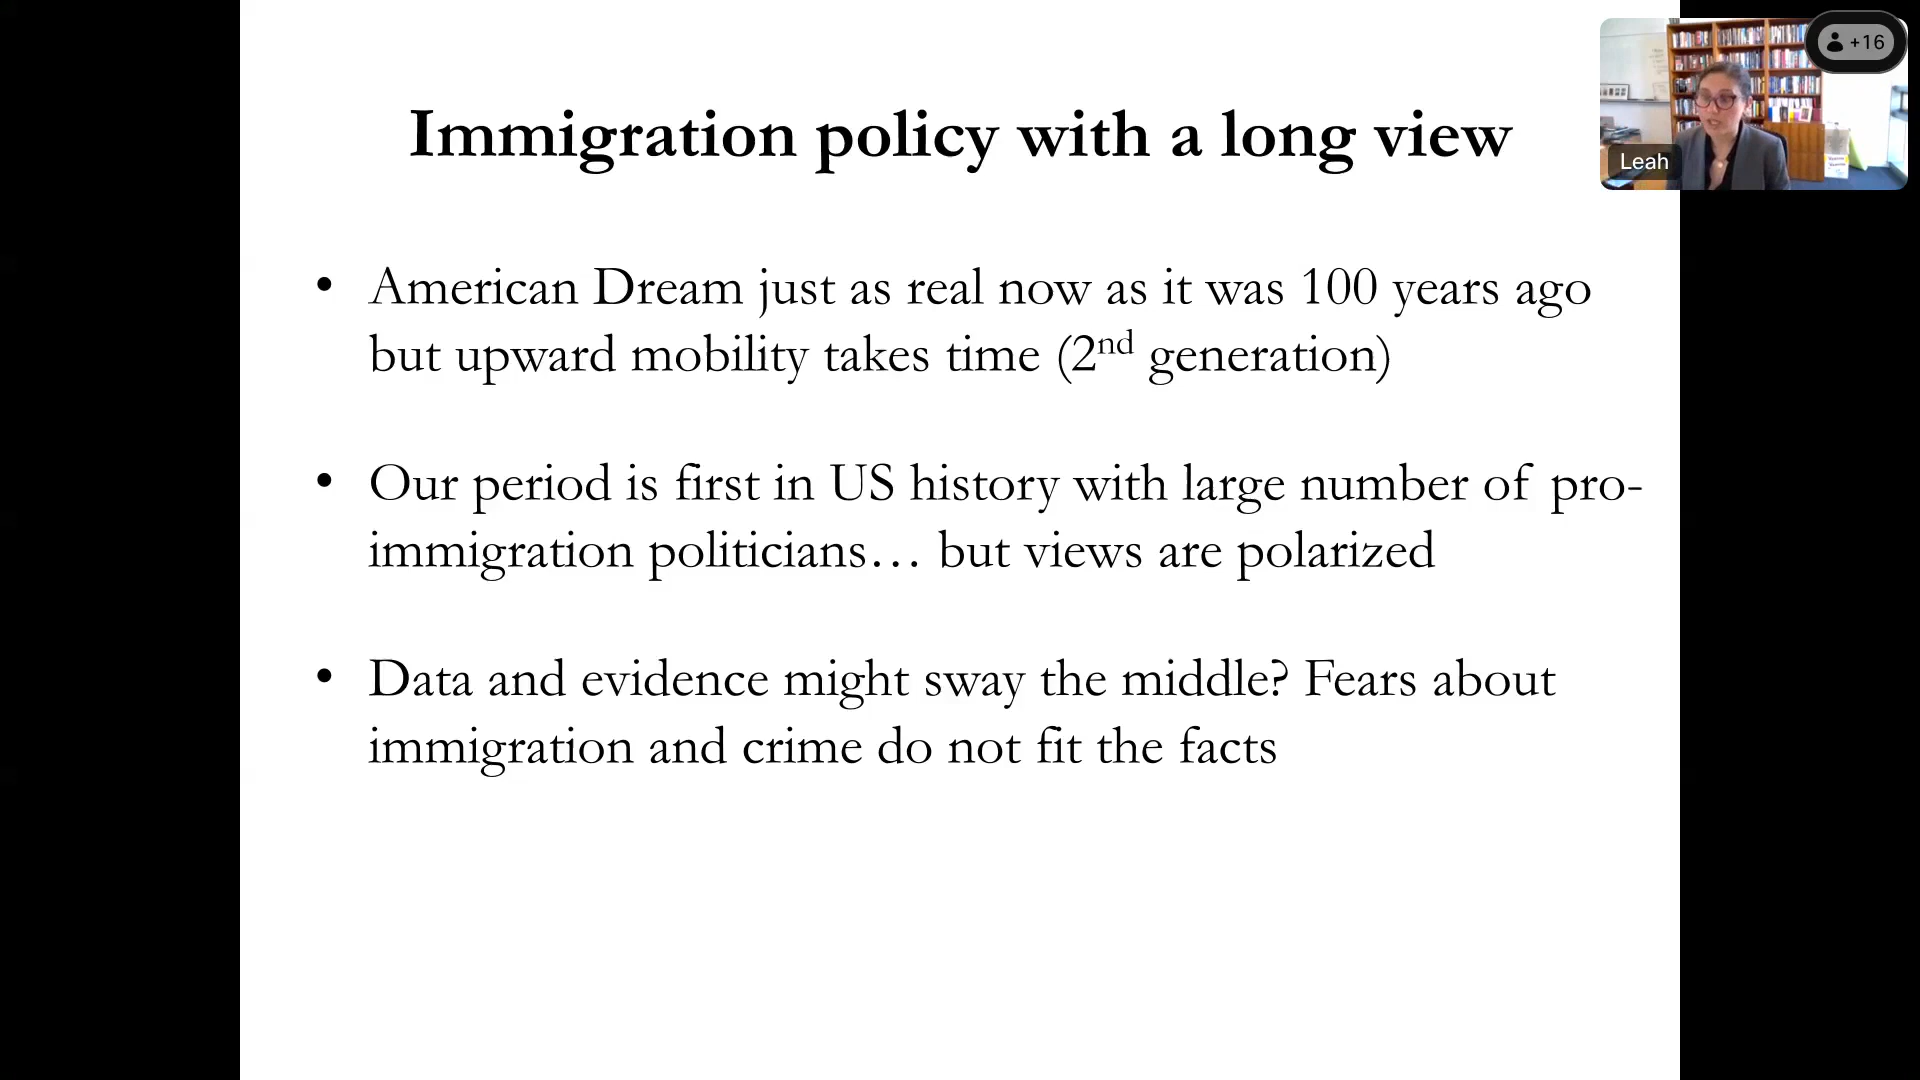 Immigration policy with a long view
+16
Leah
• American Dream just as real now as it was 100 years ago
but upward mobility takes time (2nd generation)
• Our period is first in US history with large number of pro-
immigration politicians… but views are polarized
• Data and evidence might sway the middle? Fears about
immigration and crime do not fit the facts